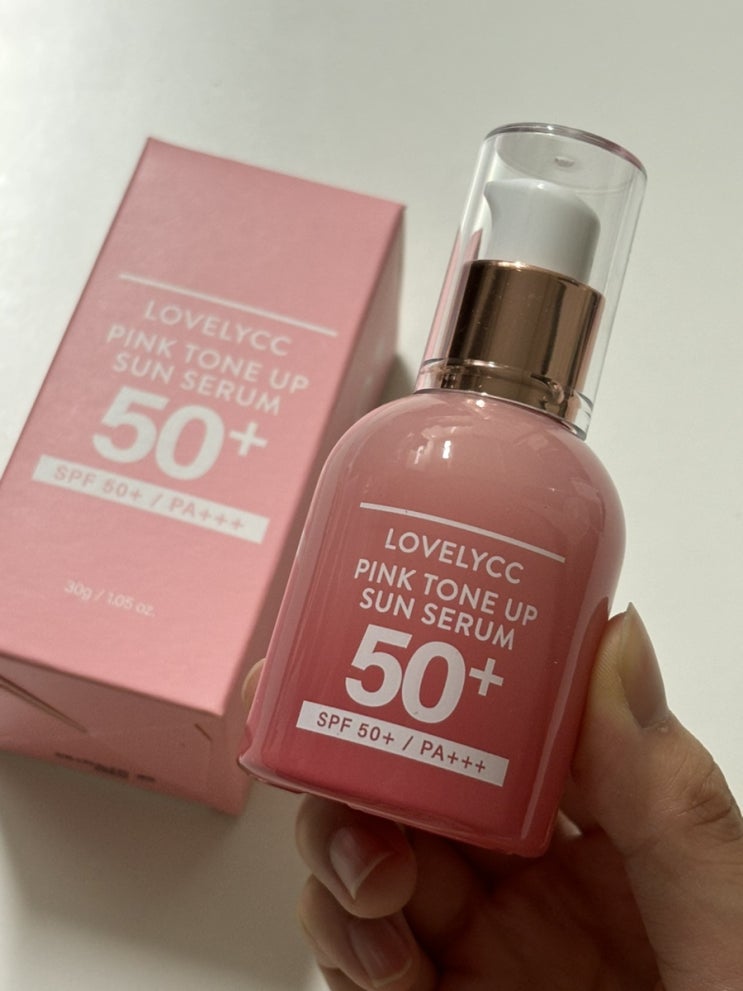 LOVELYCC
PINK TONE UP
SUN SERUM
50+
SPF 50+ / PA+++
30g / 1.05 oz.
LOVELYCC
PINK TONE UP
SUN SERUM
50+
SPF 50+ / PA+++